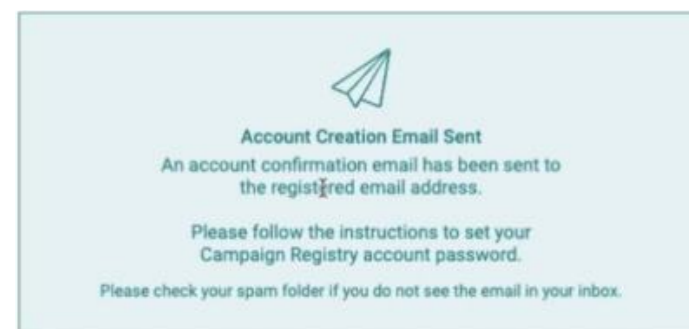 Account Creation Email Sent
An account confirmation email has been sent to
the registered email address.
Please follow the instructions to set your
Campaign Registry account password.
Please check your spam folder if you do not see the email in your inbox.